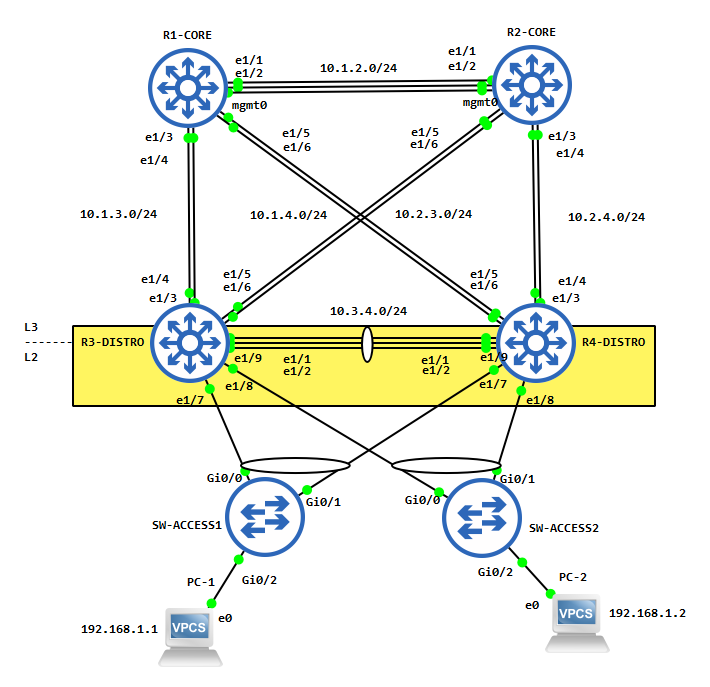 R1-CORE
R2-CORE
e1/1
e1/2
10.1.2.0/24
e1/1
e1/2
mgmt0
mgmt0
e1/3
e1/4
e1/5
e1/6
e1/5
e1/6
e1/3
e1/4
10.1.3.0/24
10.1.4.0/24
10.2.3.0/24
10.2.4.0/24
e1/4
e1/3
e1/5
e1/6
e1/5
e1/6
e1/4
e1/3
10.3.4.0/24
L3
L2
R3-DISTRO
R4-DISTRO
e1/9
e1/1
e1/2
e1/1
e1/2
e1/9
e1/7
e1/8
e1/7
e1/8
Gi0/0
Gi0/1
Gi0/0
Gi0/1
SW-ACCESS1
SW-ACCESS2
Gi0/2
Gi0/2
PC-1
PC-2
e0
e0
VPCS
VPCS
192.168.1.1
192.168.1.2